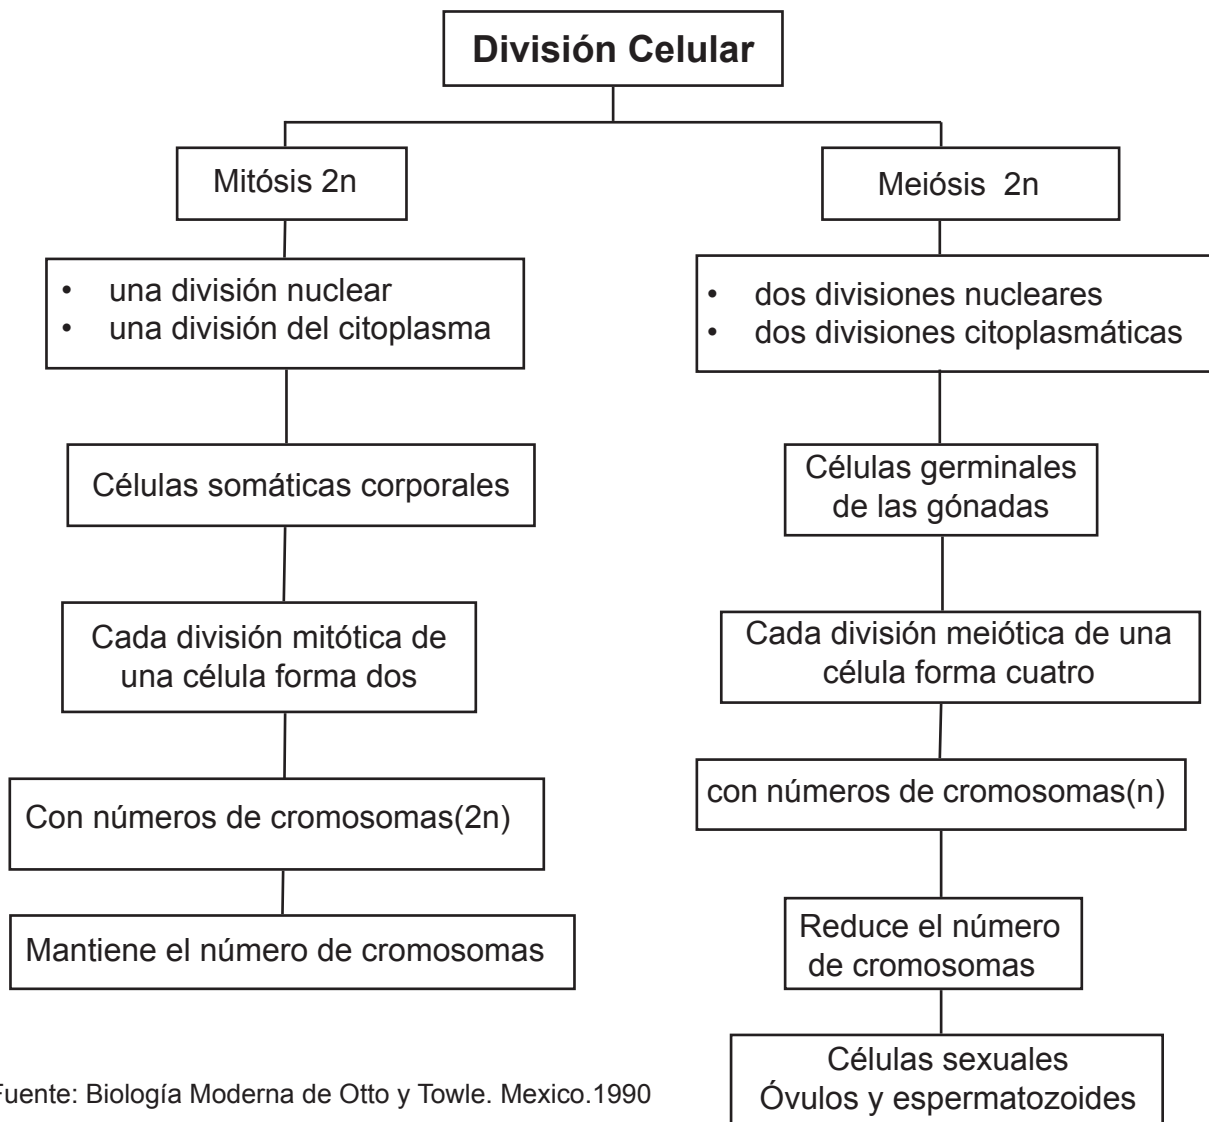 División Celular
Mitósis 2n
• una división nuclear
• una división del citoplasma
Células somáticas corporales
Cada división mitótica de
una célula forma dos
Con números de cromosomas(2n)
Mantiene el número de cromosomas
Meiósis 2n
• dos divisiones nucleares
• dos divisiones citoplasmáticas
Células germinales
de las gónadas
Cada división meiótica de una
célula forma cuatro
con números de cromosomas(n)
Reduce el número
de cromosomas
Células sexuales
Óvulos y espermatozoides
Fuente: Biología Moderna de Otto y Towle. Mexico.1990